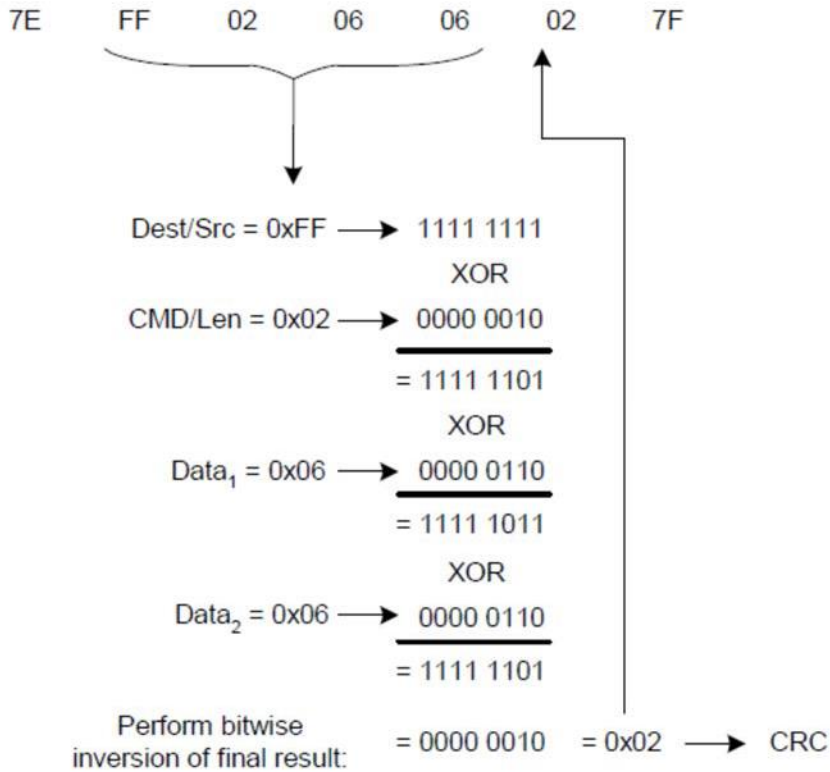 7E FF 02 06 06 02 7F
Dest/Src = 0xFF 1111 1111
XOR
CMD/Len = 0x02 0000 0010
= 1111 1101
XOR
Data1 = 0x06 0000 0110
= 1111 1011
XOR
Data2 = 0x06 0000 0110
= 1111 1101
Perform bitwise
inversion of final result: = 0000 0010 = 0x02 CRC